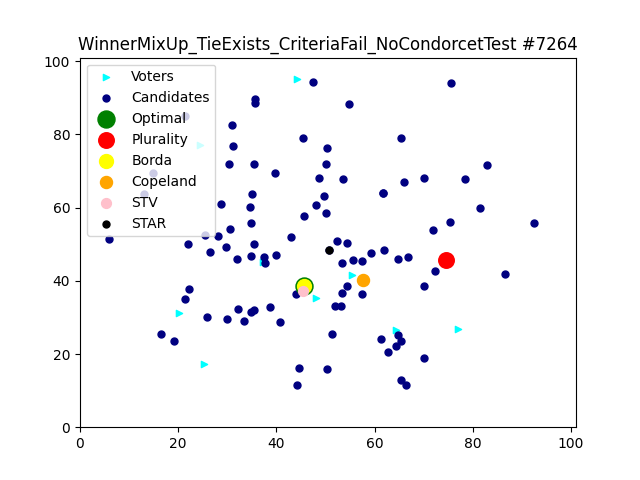 WinnerMixUp_TieExists_CriteriaFail_NoCondorcetTest #7264
100
80
60
40
20
0
Voters
Candidates
Optimal
Plurality
Borda
Copeland
STV
STAR
0 20 40 60 80 100